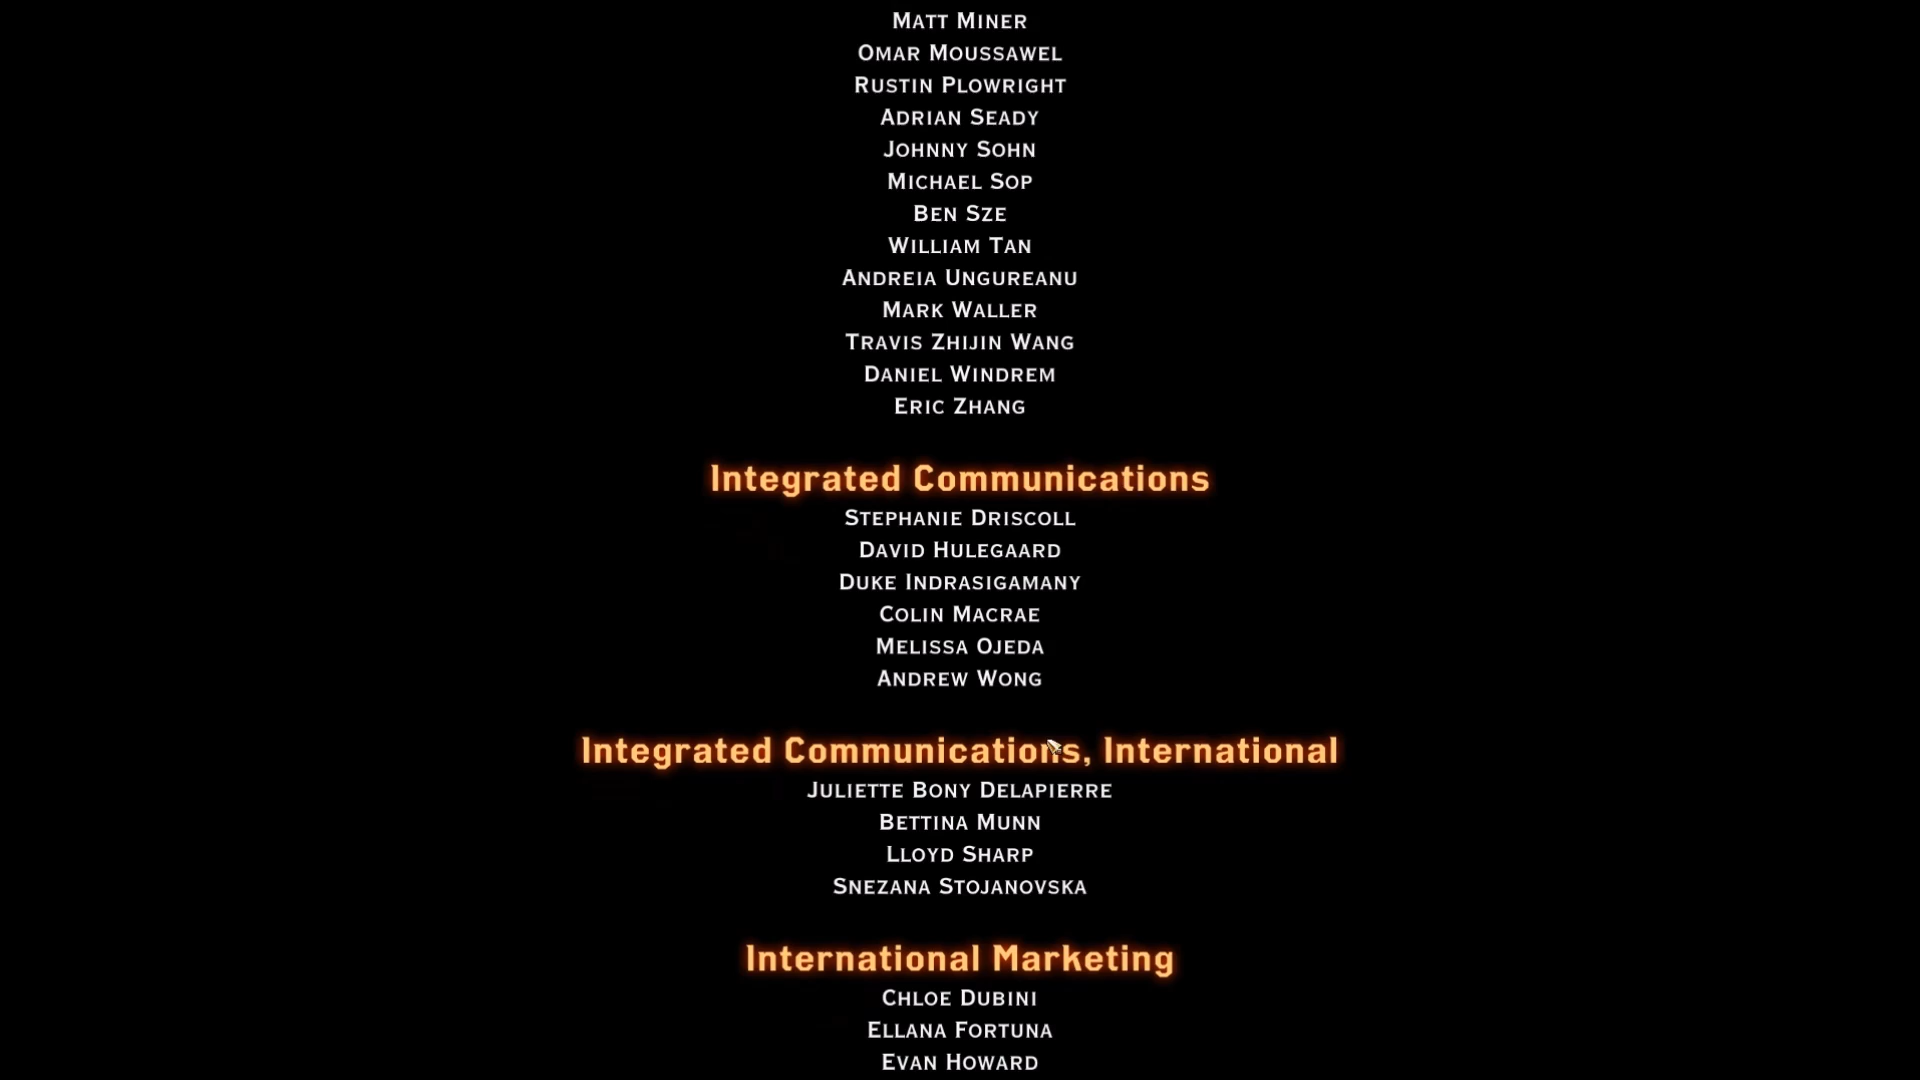 Matt Miner
Omar Moussawel
Rustin Plowright
Adrian Seady
Johnny Sohn
Michael Sop
Ben Sze
William Tan
Andreia Ungureanu
Mark Waller
Travis Zhijin Wang
Daniel Windrem
Eric Zhang
Integrated Communications
Stephanie Driscoll
David Hulegaard
Duke Indrasigamany
Colin Macrae
Melissa Ojeda
Andrew Wong
Integrated Communications, International
Juliette Bony Delapierre
Bettina Munn
Lloyd Sharp
Snezana Stojanovska
International Marketing
Chloe Dubini
Ellana Fortuna
Evan Howard